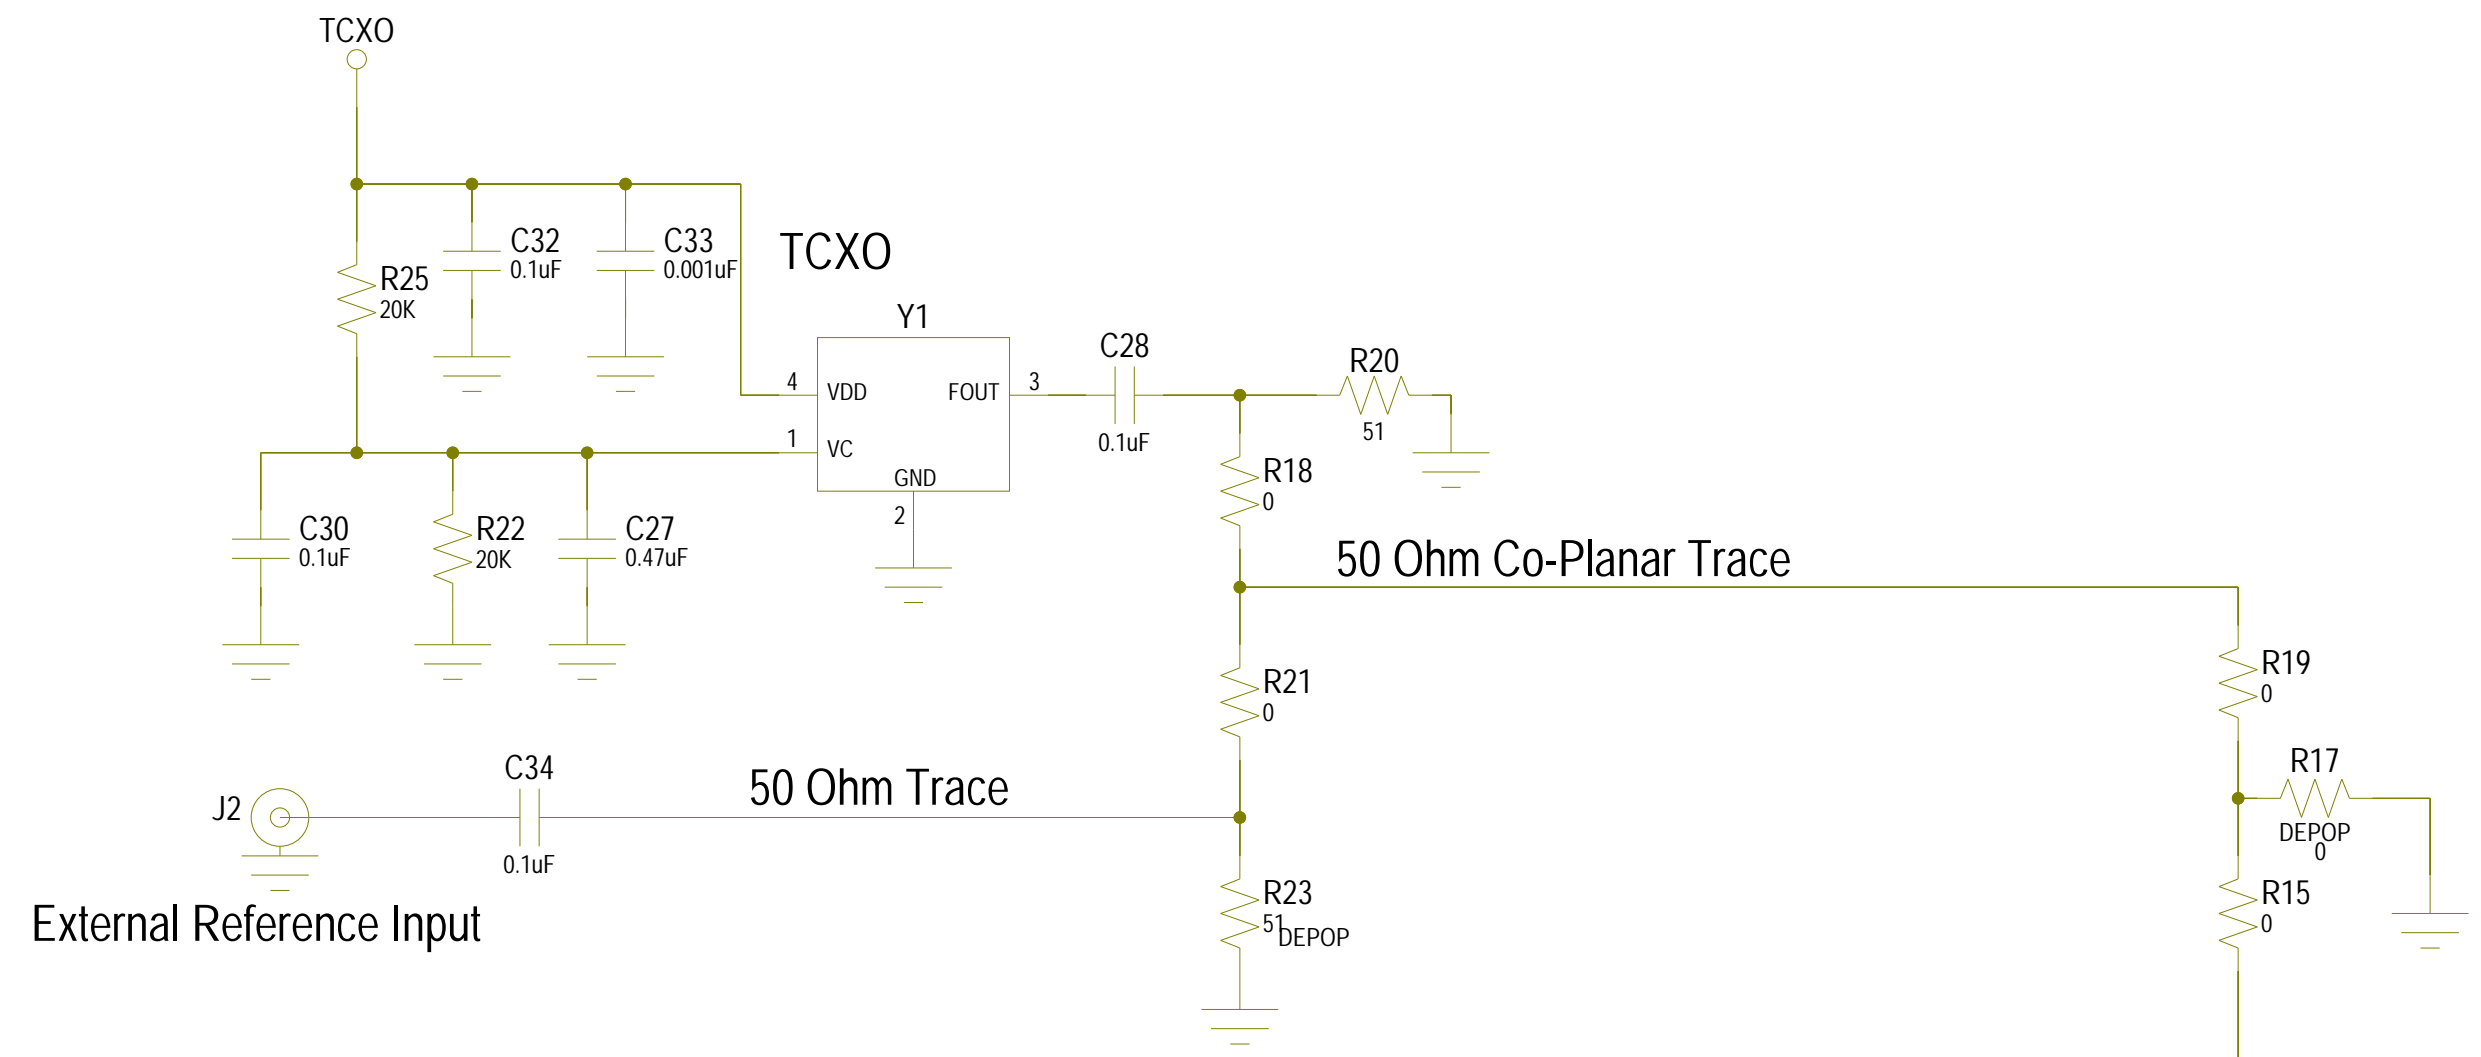 TCXO
C32
0.1uF
C33
0.001uF
TCXO
R25
20K
Y1
4
VDD
FOUT
3
1
VC
GND
2
C28
0.1uF
R20
51
R18
0
C30
0.1uF
R22
20K
C27
0.47uF
50 Ohm Co-Planar Trace
R21
0
R19
0
J2
C34
0.1uF
50 Ohm Trace
R17
DEPOP
0
External Reference Input
R23
51
DEPOP
R15
0